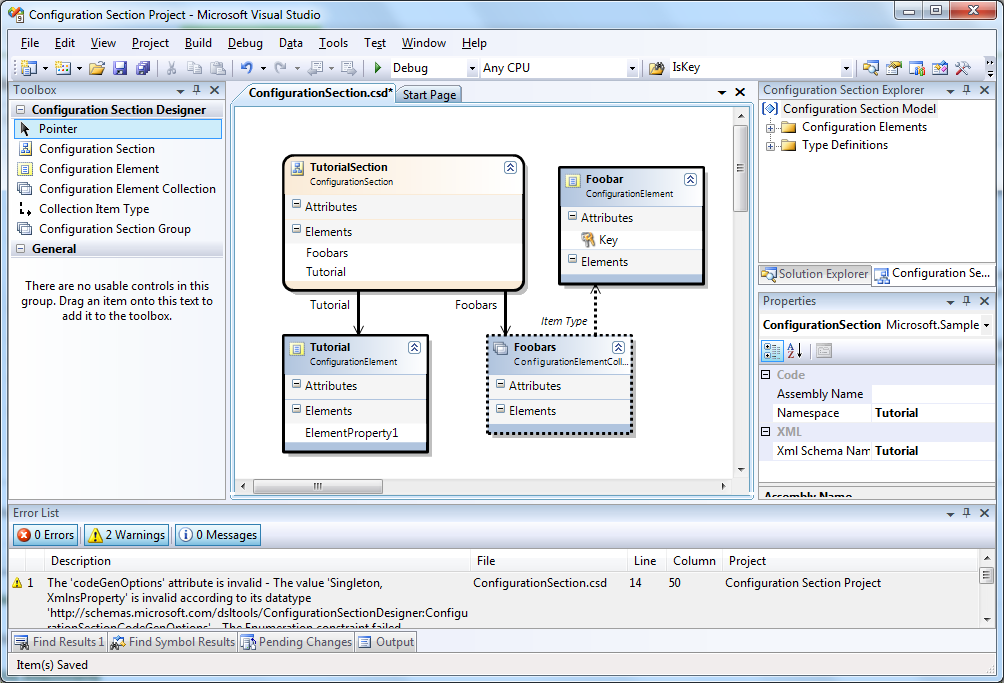 Configuration Section Project - Microsoft Visual Studio
File Edit View Project Build Debug Data Tools Test Window Help
Debug Any CPU IsKey
Toolbox
Configuration Section Designer
Pointer
Configuration Section
Configuration Element
Configuration Element Collection
Collection Item Type
Configuration Section Group
General
There are no usable controls in this
group. Drag an item onto this text to
add it to the toolbox.
ConfigurationSection.csd* Start Page
TutorialSection
ConfigurationSection
Attributes
Elements
Foobars
Tutorial
Foobar
ConfigurationElement
Attributes
Key
Elements
Tutorial
Foobars
Item Type
Tutorial
ConfigurationElement
Attributes
Elements
ElementProperty1
Foobars
ConfigurationElementColl...
Attributes
Elements
Configuration Section Explorer
Configuration Section Model
Configuration Elements
Type Definitions
Solution Explorer Configuration Se...
Properties
ConfigurationSection Microsoft.Sample
Code
Assembly Name
Namespace Tutorial
XML
Xml Schema Nam Tutorial
Assembly Name
Error List
0 Errors 2 Warnings 0 Messages
Description File Line Column Project
1 The 'codeGenOptions' attribute is invalid - The value 'Singleton, ConfigurationSection.csd 14 50 Configuration Section Project
XmlnsProperty' is invalid according to its datatype
'http://schemas.microsoft.com/dsltools/ConfigurationSectionDesigner:Configu
rationSectionCodeGenOptions' - The Enumeration constraint failed
Find Results 1 Find Symbol Results Pending Changes Output
Item(s) Saved